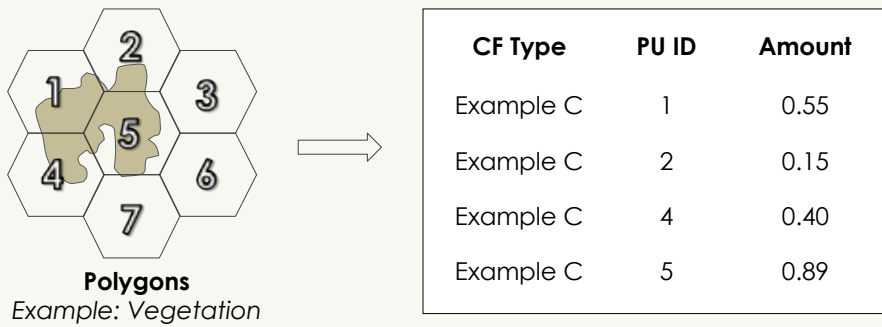 2
1
3
5
4
6
7
Polygons
Example: Vegetation
CF Type PU ID Amount
Example C 1 0.55
Example C 2 0.15
Example C 4 0.40
Example C 5 0.89